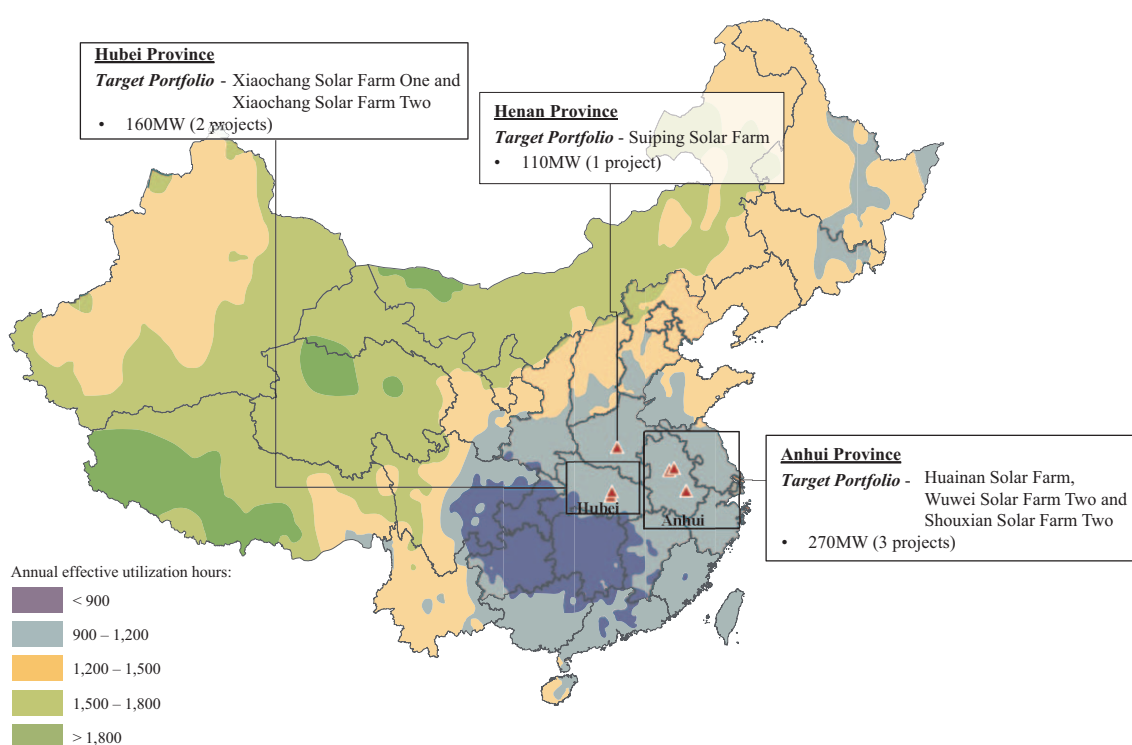 Hubei Province
Target Portfolio - Xiaochang Solar Farm One and
Xiaochang Solar Farm Two
• 160MW (2 projects)
Henan Province
Target Portfolio - Suiping Solar Farm
• 110MW (1 project)
Anhui Province
Target Portfolio - Huainan Solar Farm,
Wuwei Solar Farm Two and
Shouxian Solar Farm Two
• 270MW (3 projects)
Hubei
Anhui
Annual effective utilization hours:
< 900
900 – 1,200
1,200 – 1,500
1,500 – 1,800
> 1,800